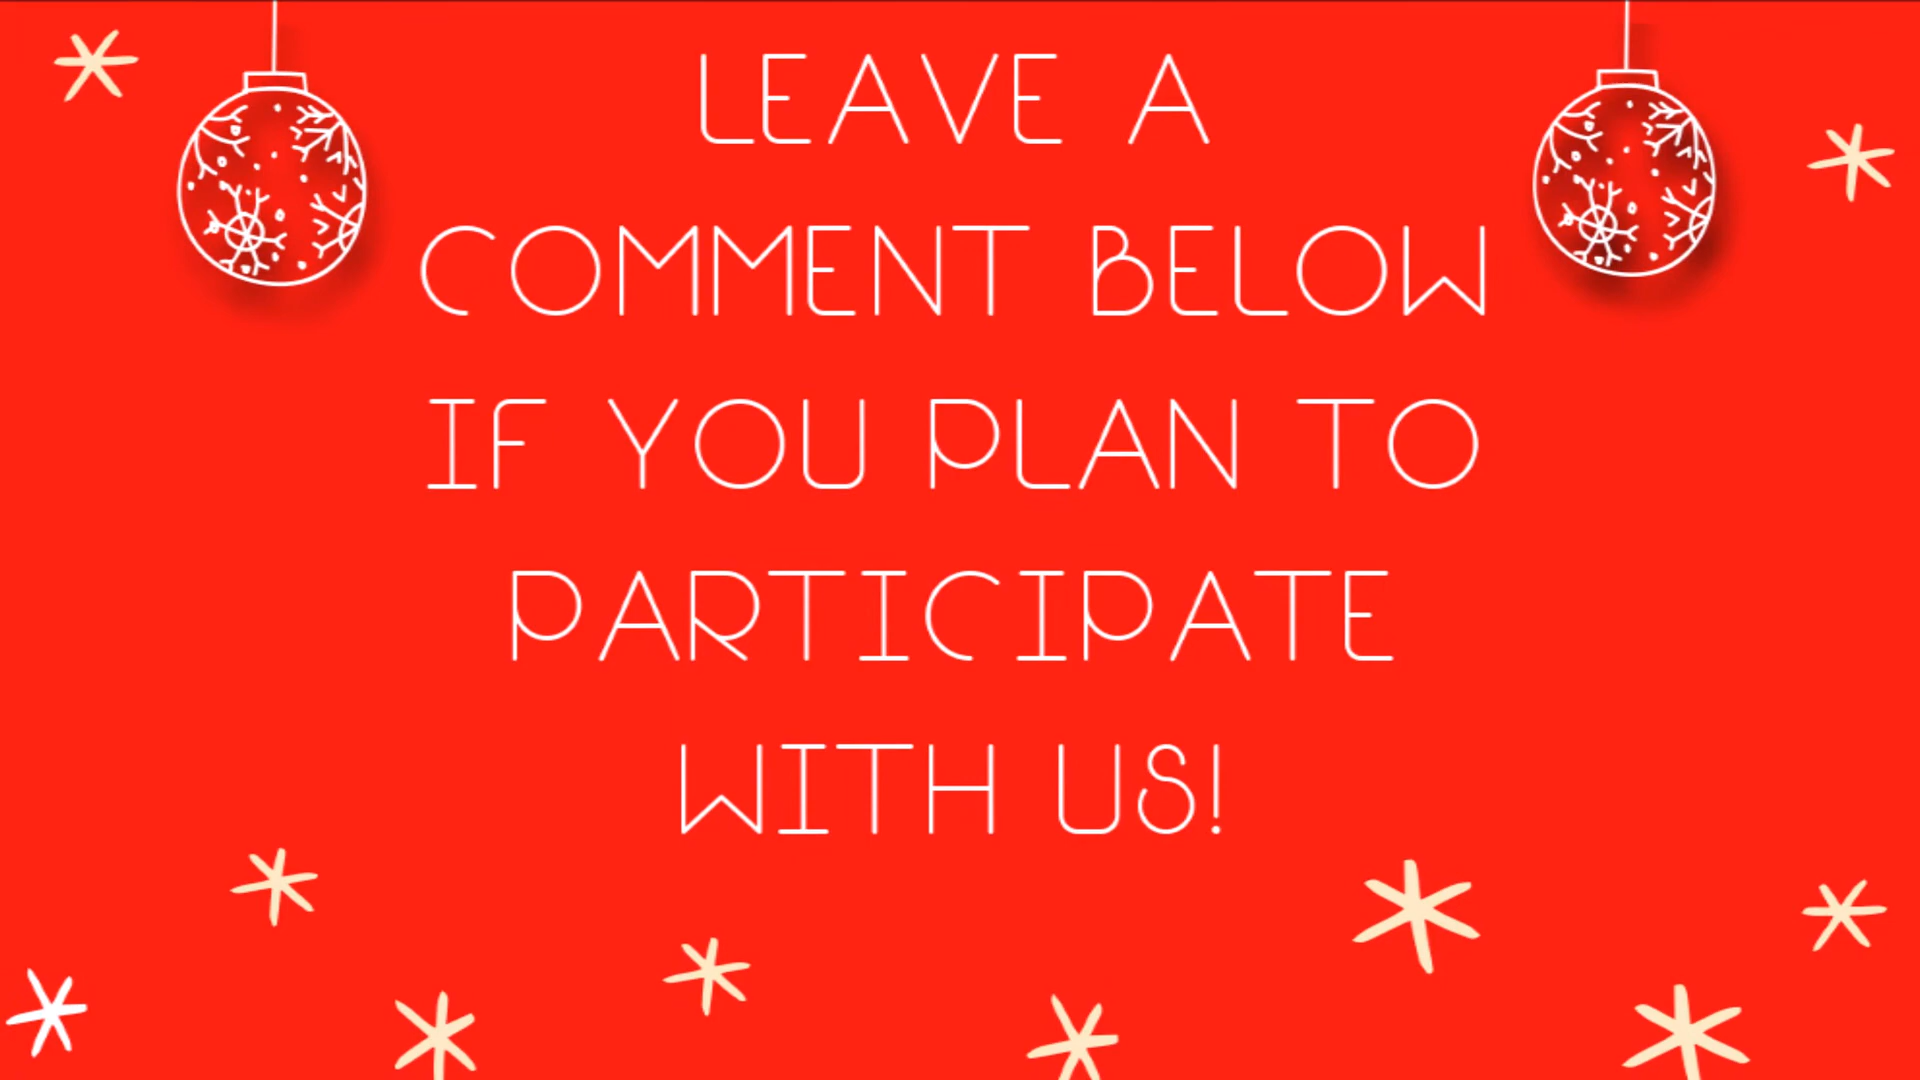 LEAVE A
COMMENT BELOW
IF YOU PLAN TO
PARTICIPATE
WITH US!